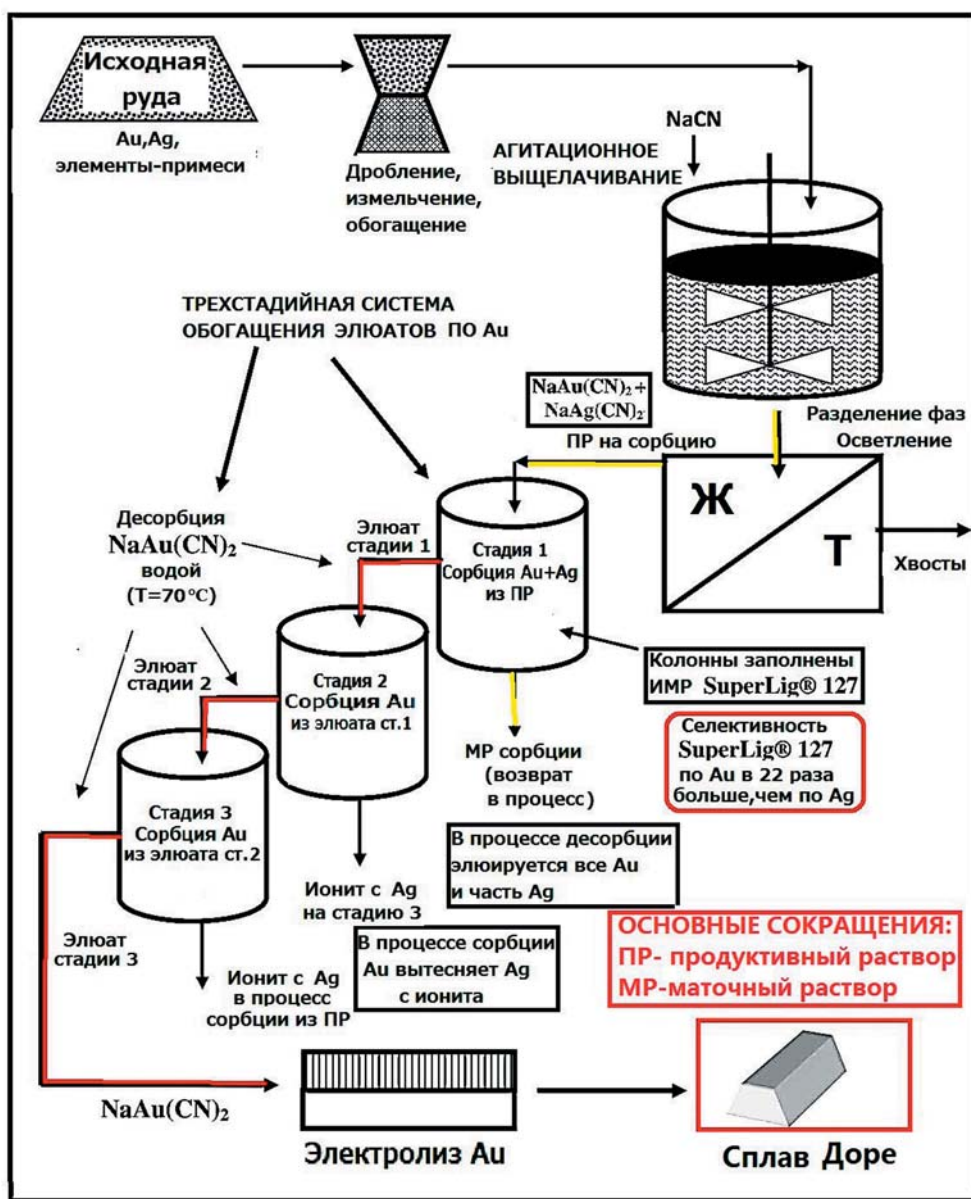 Исходная
руда
Au,Ag,
элементы-примеси
Дробление,
измельчение,
обогащение
NaCN
АГИТАЦИОННОЕ
ВЫЩЕЛАЧИВАНИЕ
ТРЕХСТАДИЙНАЯ СИСТЕМА
ОБОГАЩЕНИЯ ЭЛЮАТОВ ПО Au
NaAu(CN)₂+
NaAg(CN)₂
ПР на сорбцию
Разделение фаз
Осветление
Ж
Т
Хвосты
Десорбция
NaAu(CN)₂
водой
(T=70°C)
Элюат
стадии 1
Стадия 1
Сорбция Au+Ag
из ПР
Элюат
стадии 2
Стадия 2
Сорбция Au
из элюата ст.1
Колонны заполнены
ИМР SuperLig® 127
Селективность
SuperLig® 127
по Au в 22 раза
больше,чем по Ag
МР сорбции
(возврат
в процесс)
Стадия 3
Сорбция Au
из элюата ст.2
В процессе десорбции
элюируется все Au
и часть Ag
Ионит с Ag
на стадию 3
Элюат
стадии 3
В процессе сорбции
Au вытесняет Ag
с ионита
Ионит с Ag
в процесс
сорбции из ПР
ОСНОВНЫЕ СОКРАЩЕНИЯ:
ПР- продуктивный раствор
МР-маточный раствор
NaAu(CN)₂
Электролиз Au
Сплав Доре